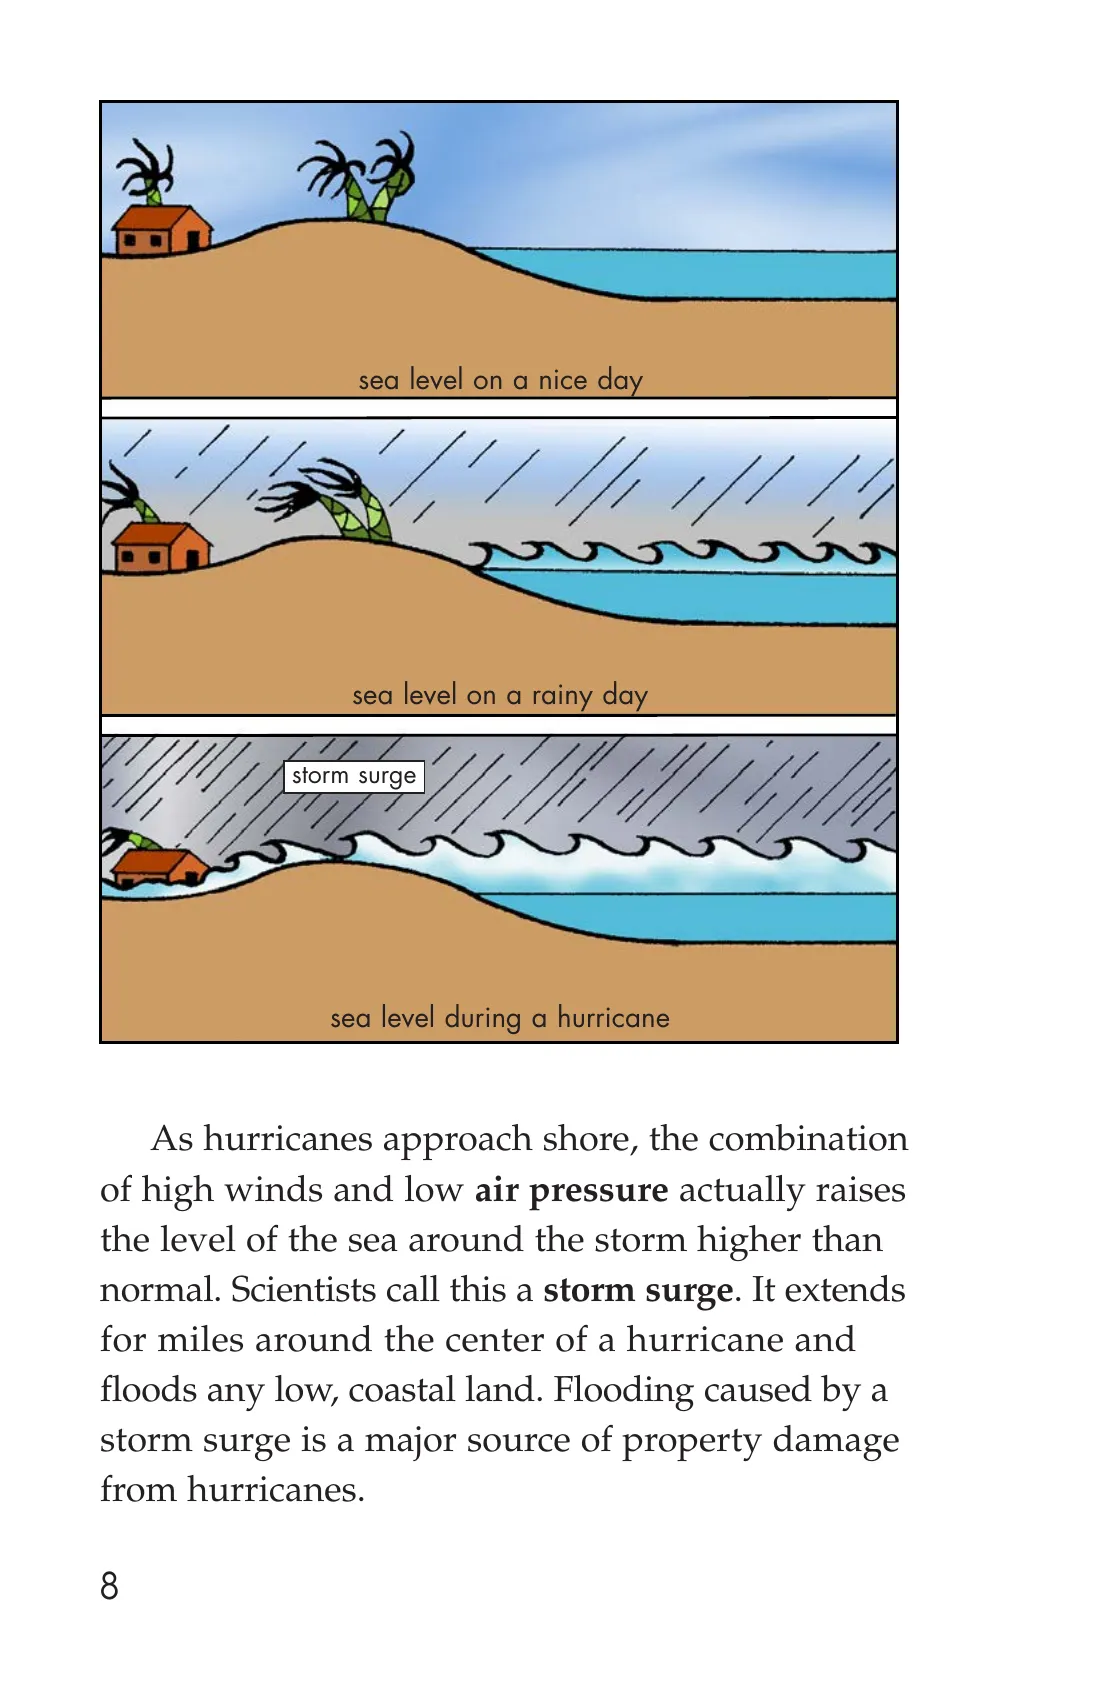 sea level on a nice day
sea level on a rainy day
storm surge
sea level during a hurricane
As hurricanes approach shore, the combination
of high winds and low air pressure actually raises
the level of the sea around the storm higher than
normal. Scientists call this a storm surge. It extends
for miles around the center of a hurricane and
floods any low, coastal land. Flooding caused by a
storm surge is a major source of property damage
from hurricanes.
8